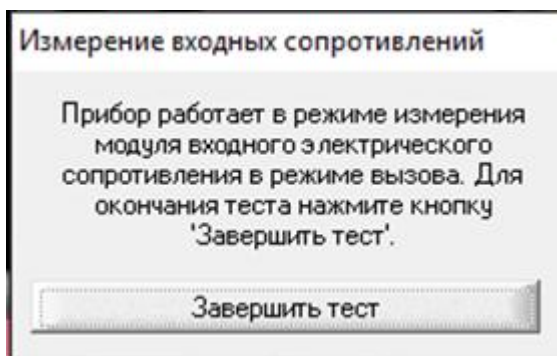 Измерение входных сопротивлений
Прибор работает в режиме измерения
модуля входного электрического
сопротивления в режиме вызова. Для
окончания теста нажмите кнопку
'Завершить тест'.
Завершить тест